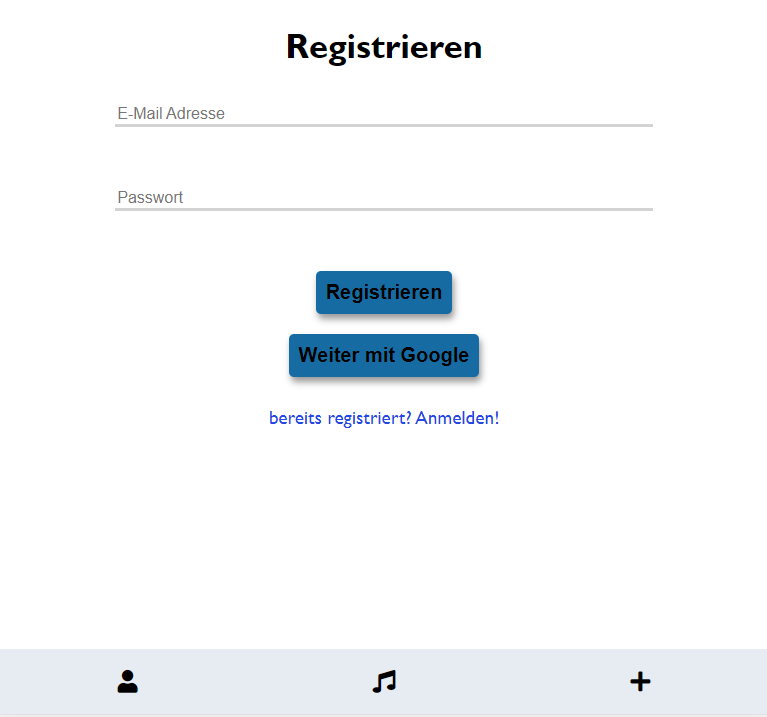 Registrieren
E-Mail Adresse
Passwort
Registrieren
Weiter mit Google
bereits registriert? Anmelden!